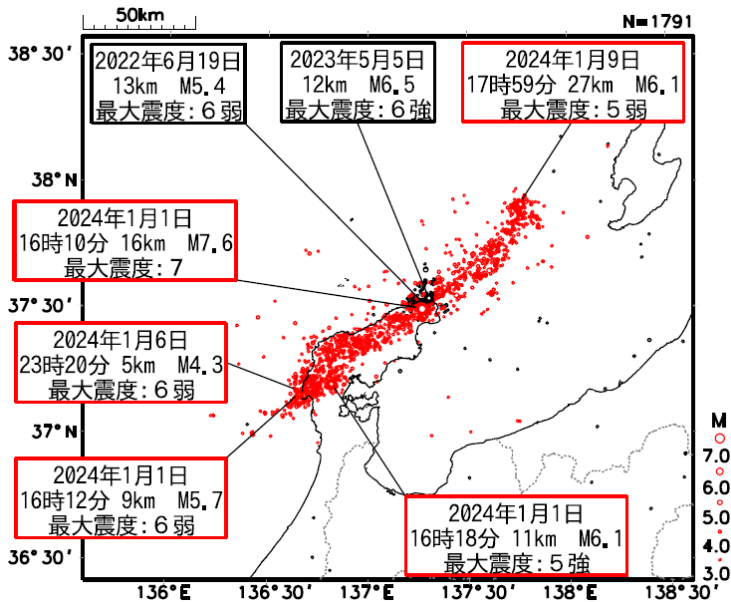 50km
N=1791
38°30′
2022年6月19日
13km M5.4
最大震度:6弱
2023年5月5日
12km M6.5
最大震度:6強
2024年1月9日
17時59分 27km M6.1
最大震度:5弱
38°N
2024年1月1日
16時10分 16km M7.6
最大震度:7
37°30′
2024年1月6日
23時20分 5km M4.3
最大震度:6弱
37°N
2024年1月1日
16時12分 9km M5.7
最大震度:6弱
2024年1月1日
16時18分 11km M6.1
最大震度:5強
36°30′
M
7.0
6.0
5.0
4.0
3.0
136°E
136°30′
137°E
137°30′
138°E
138°30′